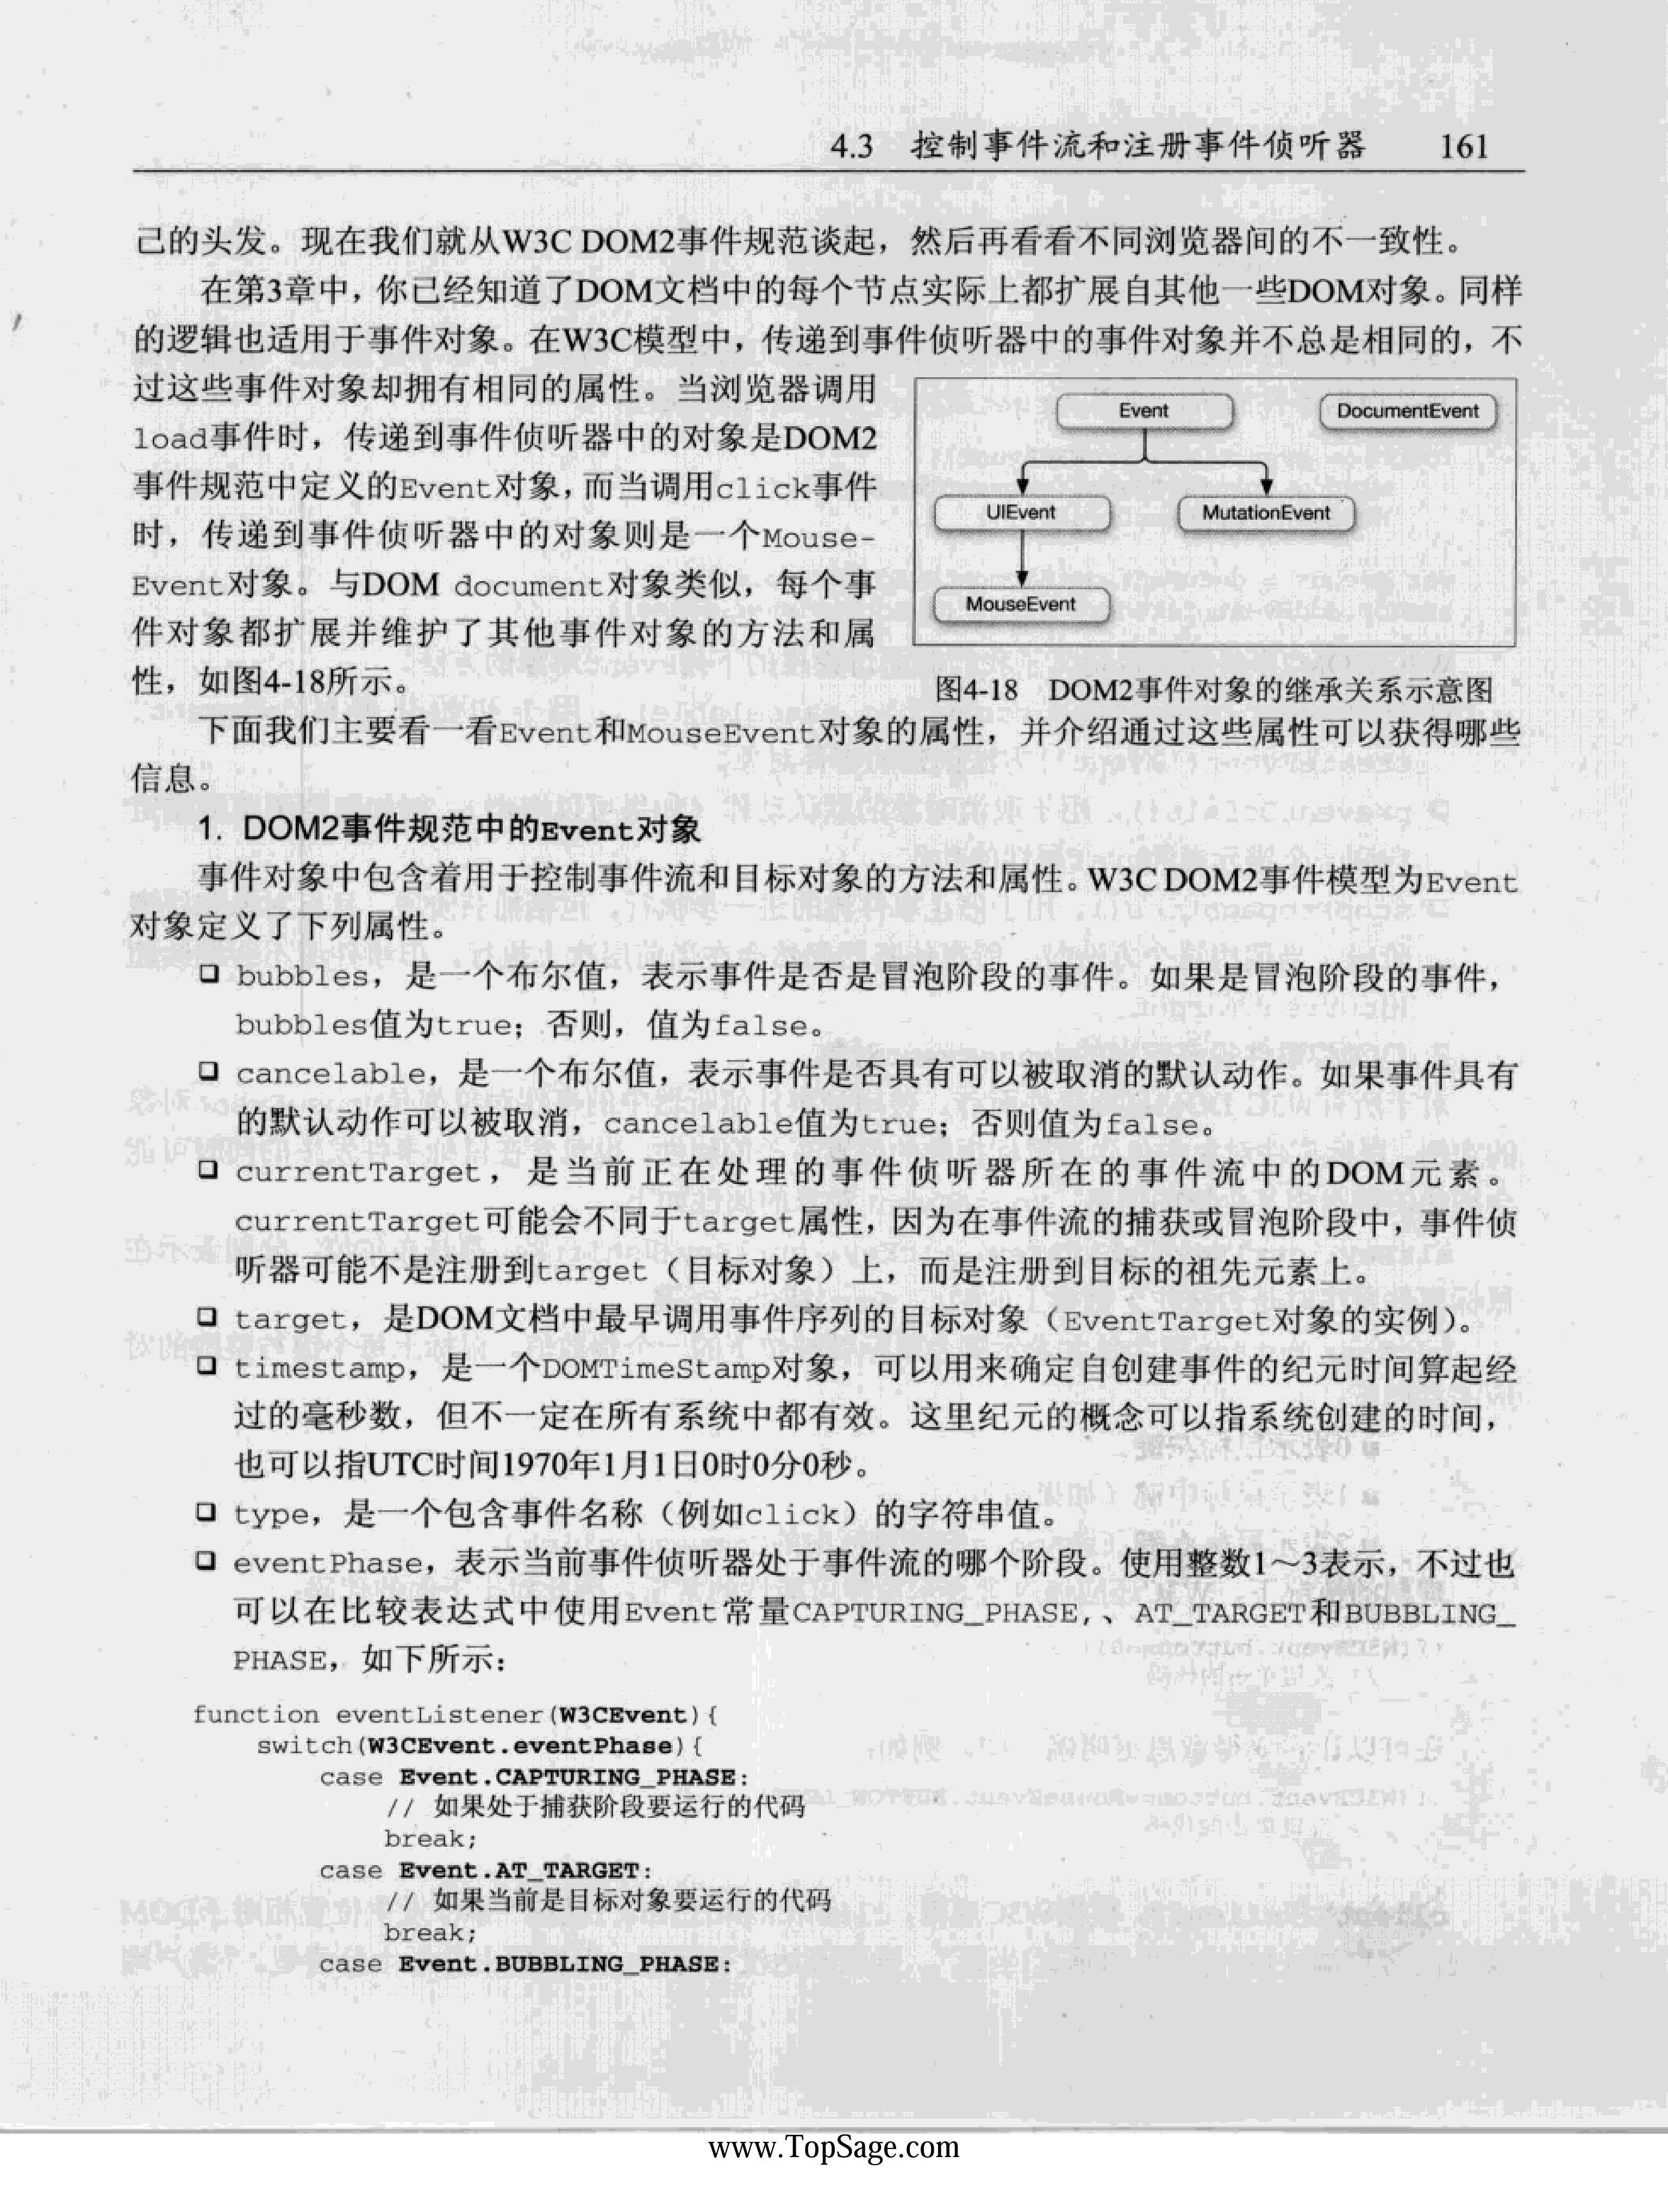 4.3 控制事件流和注册事件侦听器 161
己的头发。现在我们就从W3C DOM2事件规范谈起，然后再看看不同浏览器间的不一致性。
在第3章中，你已经知道了DOM文档中的每个节点实际上都扩展自其他一些DOM对象。同样
的逻辑也适用于事件对象。在W3C模型中，传递到事件侦听器中的事件对象并不总是相同的，不
过这些事件对象却拥有相同的属性。当浏览器调用
load事件时，传递到事件侦听器中的对象是DOM2
事件规范中定义的Event对象，而当调用click事件
时，传递到事件侦听器中的对象则是一个Mouse-
Event对象。与DOM document对象类似，每个事
件对象都扩展并维护了其他事件对象的方法和属
性，如图4-18所示。
Event
DocumentEvent
UIEvent
MutationEvent
MouseEvent
图4-18 DOM2事件对象的继承关系示意图
下面我们主要看一看Event和MouseEvent对象的属性，并介绍通过这些属性可以获得哪些
信息。
1. DOM2事件规范中的Event对象
事件对象中包含着用于控制事件流和目标对象的方法和属性。W3C DOM2事件模型为Event
对象定义了下列属性。
❑ bubbles，是一个布尔值，表示事件是否是冒泡阶段的事件。如果是冒泡阶段的事件，
bubbles值为true；否则，值为false。
❑ cancelable，是一个布尔值，表示事件是否具有可以被取消的默认动作。如果事件具有
的默认动作可以被取消，cancelable值为true；否则值为false。
❑ currentTarget，是当前正在处理的事件侦听器所在的事件流中的DOM元素。
currentTarget可能会不同于target属性，因为在事件流的捕获或冒泡阶段中，事件侦
听器可能不是注册到target（目标对象）上，而是注册到目标的祖先元素上。
❑ target，是DOM文档中最早调用事件序列的目标对象（EventTarget对象的实例）。
❑ timestamp，是一个DOMTimeStamp对象，可以用来确定自创建事件的纪元时间算起经
过的毫秒数，但不一定在所有系统中都有效。这里纪元的概念可以指系统创建的时间，
也可以指UTC时间1970年1月1日0时0分0秒。
❑ type，是一个包含事件名称（例如click）的字符串值。
❑ eventPhase，表示当前事件侦听器处于事件流的哪个阶段。使用整数1～3表示，不过也
可以在比较表达式中使用Event常量CAPTURING_PHASE,、AT_TARGET和BUBBLING_
PHASE，如下所示：
function eventListener(W3CEvent){
switch(W3CEvent.eventPhase){
case Event.CAPTURING_PHASE:
// 如果处于捕获阶段要运行的代码
break;
case Event.AT_TARGET:
// 如果当前是目标对象要运行的代码
break;
case Event.BUBBLING_PHASE:
www.TopSage.com